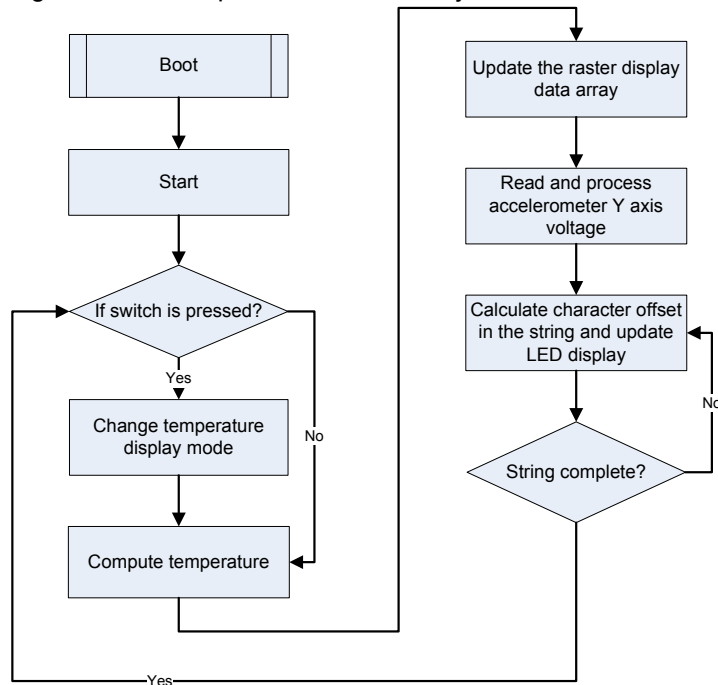 Boot
Start
If switch is pressed?
Yes
No
Change temperature
display mode
Compute temperature
Update the raster display
data array
Read and process
accelerometer Y axis
voltage
Calculate character offset
in the string and update
LED display
No
String complete?
Yes